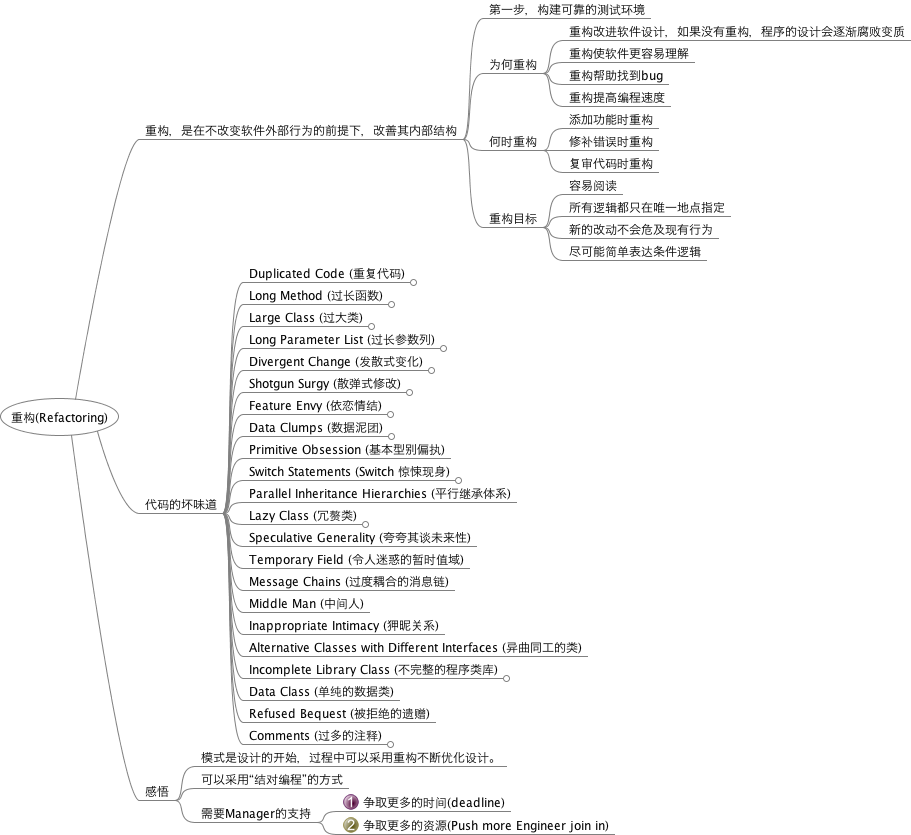 第一步，构建可靠的测试环境
重构改进软件设计，如果没有重构，程序的设计会逐渐腐败变质
重构使软件更容易理解
为何重构
重构帮助找到bug
重构提高编程速度
添加功能时重构
重构，是在不改变软件外部行为的前提下，改善其内部结构
何时重构
修补错误时重构
复审代码时重构
容易阅读
所有逻辑都只在唯一地点指定
重构目标
新的改动不会危及现有行为
尽可能简单表达条件逻辑
Duplicated Code (重复代码)
Long Method (过长函数)
Large Class (过大类)
Long Parameter List (过长参数列)
Divergent Change (发散式变化)
Shotgun Surgy (散弹式修改)
Feature Envy (依恋情结)
重构(Refactoring)
Data Clumps (数据泥团)
Primitive Obsession (基本型别偏执)
Switch Statements (Switch 惊悚现身)
Parallel Inheritance Hierarchies (平行继承体系)
代码的坏味道
Lazy Class (冗赘类)
Speculative Generality (夸夸其谈未来性)
Temporary Field (令人迷惑的暂时值域)
Message Chains (过度耦合的消息链)
Middle Man (中间人)
Inappropriate Intimacy (狎昵关系)
Alternative Classes with Different Interfaces (异曲同工的类)
Incomplete Library Class (不完整的程序类库)
Data Class (单纯的数据类)
Refused Bequest (被拒绝的遗赠)
Comments (过多的注释)
模式是设计的开始，过程中可以采用重构不断优化设计。
可以采用“结对编程”的方式
感悟
1 争取更多的时间(deadline)
需要Manager的支持
2 争取更多的资源(Push more Engineer join in)